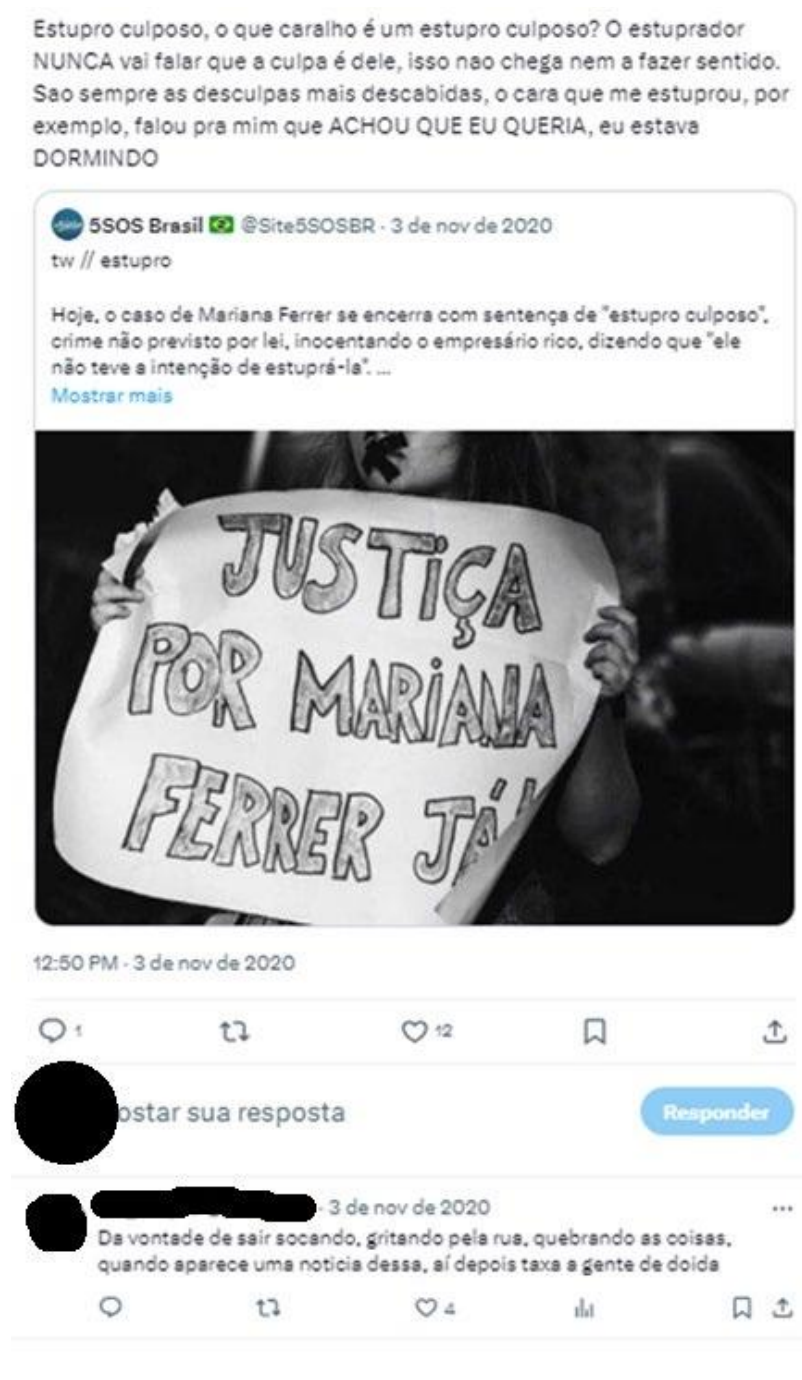 Estupro culposo, o que caralho é um estupro culposo? O estuprador
NUNCA vai falar que a culpa é dele, isso nao chega nem a fazer sentido.
Sao sempre as desculpas mais descabidas, o cara que me estuprou, por
exemplo, falou pra mim que ACHOU QUE EU QUERIA, eu estava
DORMINDO
5SOS Brasil 🇧🇷 @Site5SOSBR · 3 de nov de 2020
tw // estupro
Hoje, o caso de Mariana Ferrer se encerra com sentença de "estupro culposo",
crime não previsto por lei, inocentando o empresário rico, dizendo que "ele
não teve a intenção de estuprá-la". ...
Mostrar mais
JUSTiÇA
POR MARiANA
FERRER JÁ!
12:50 PM · 3 de nov de 2020
1
12
ostar sua resposta
Responder
· 3 de nov de 2020
Da vontade de sair socando, gritando pela rua, quebrando as coisas,
quando aparece uma noticia dessa, aí depois taxa a gente de doida
4